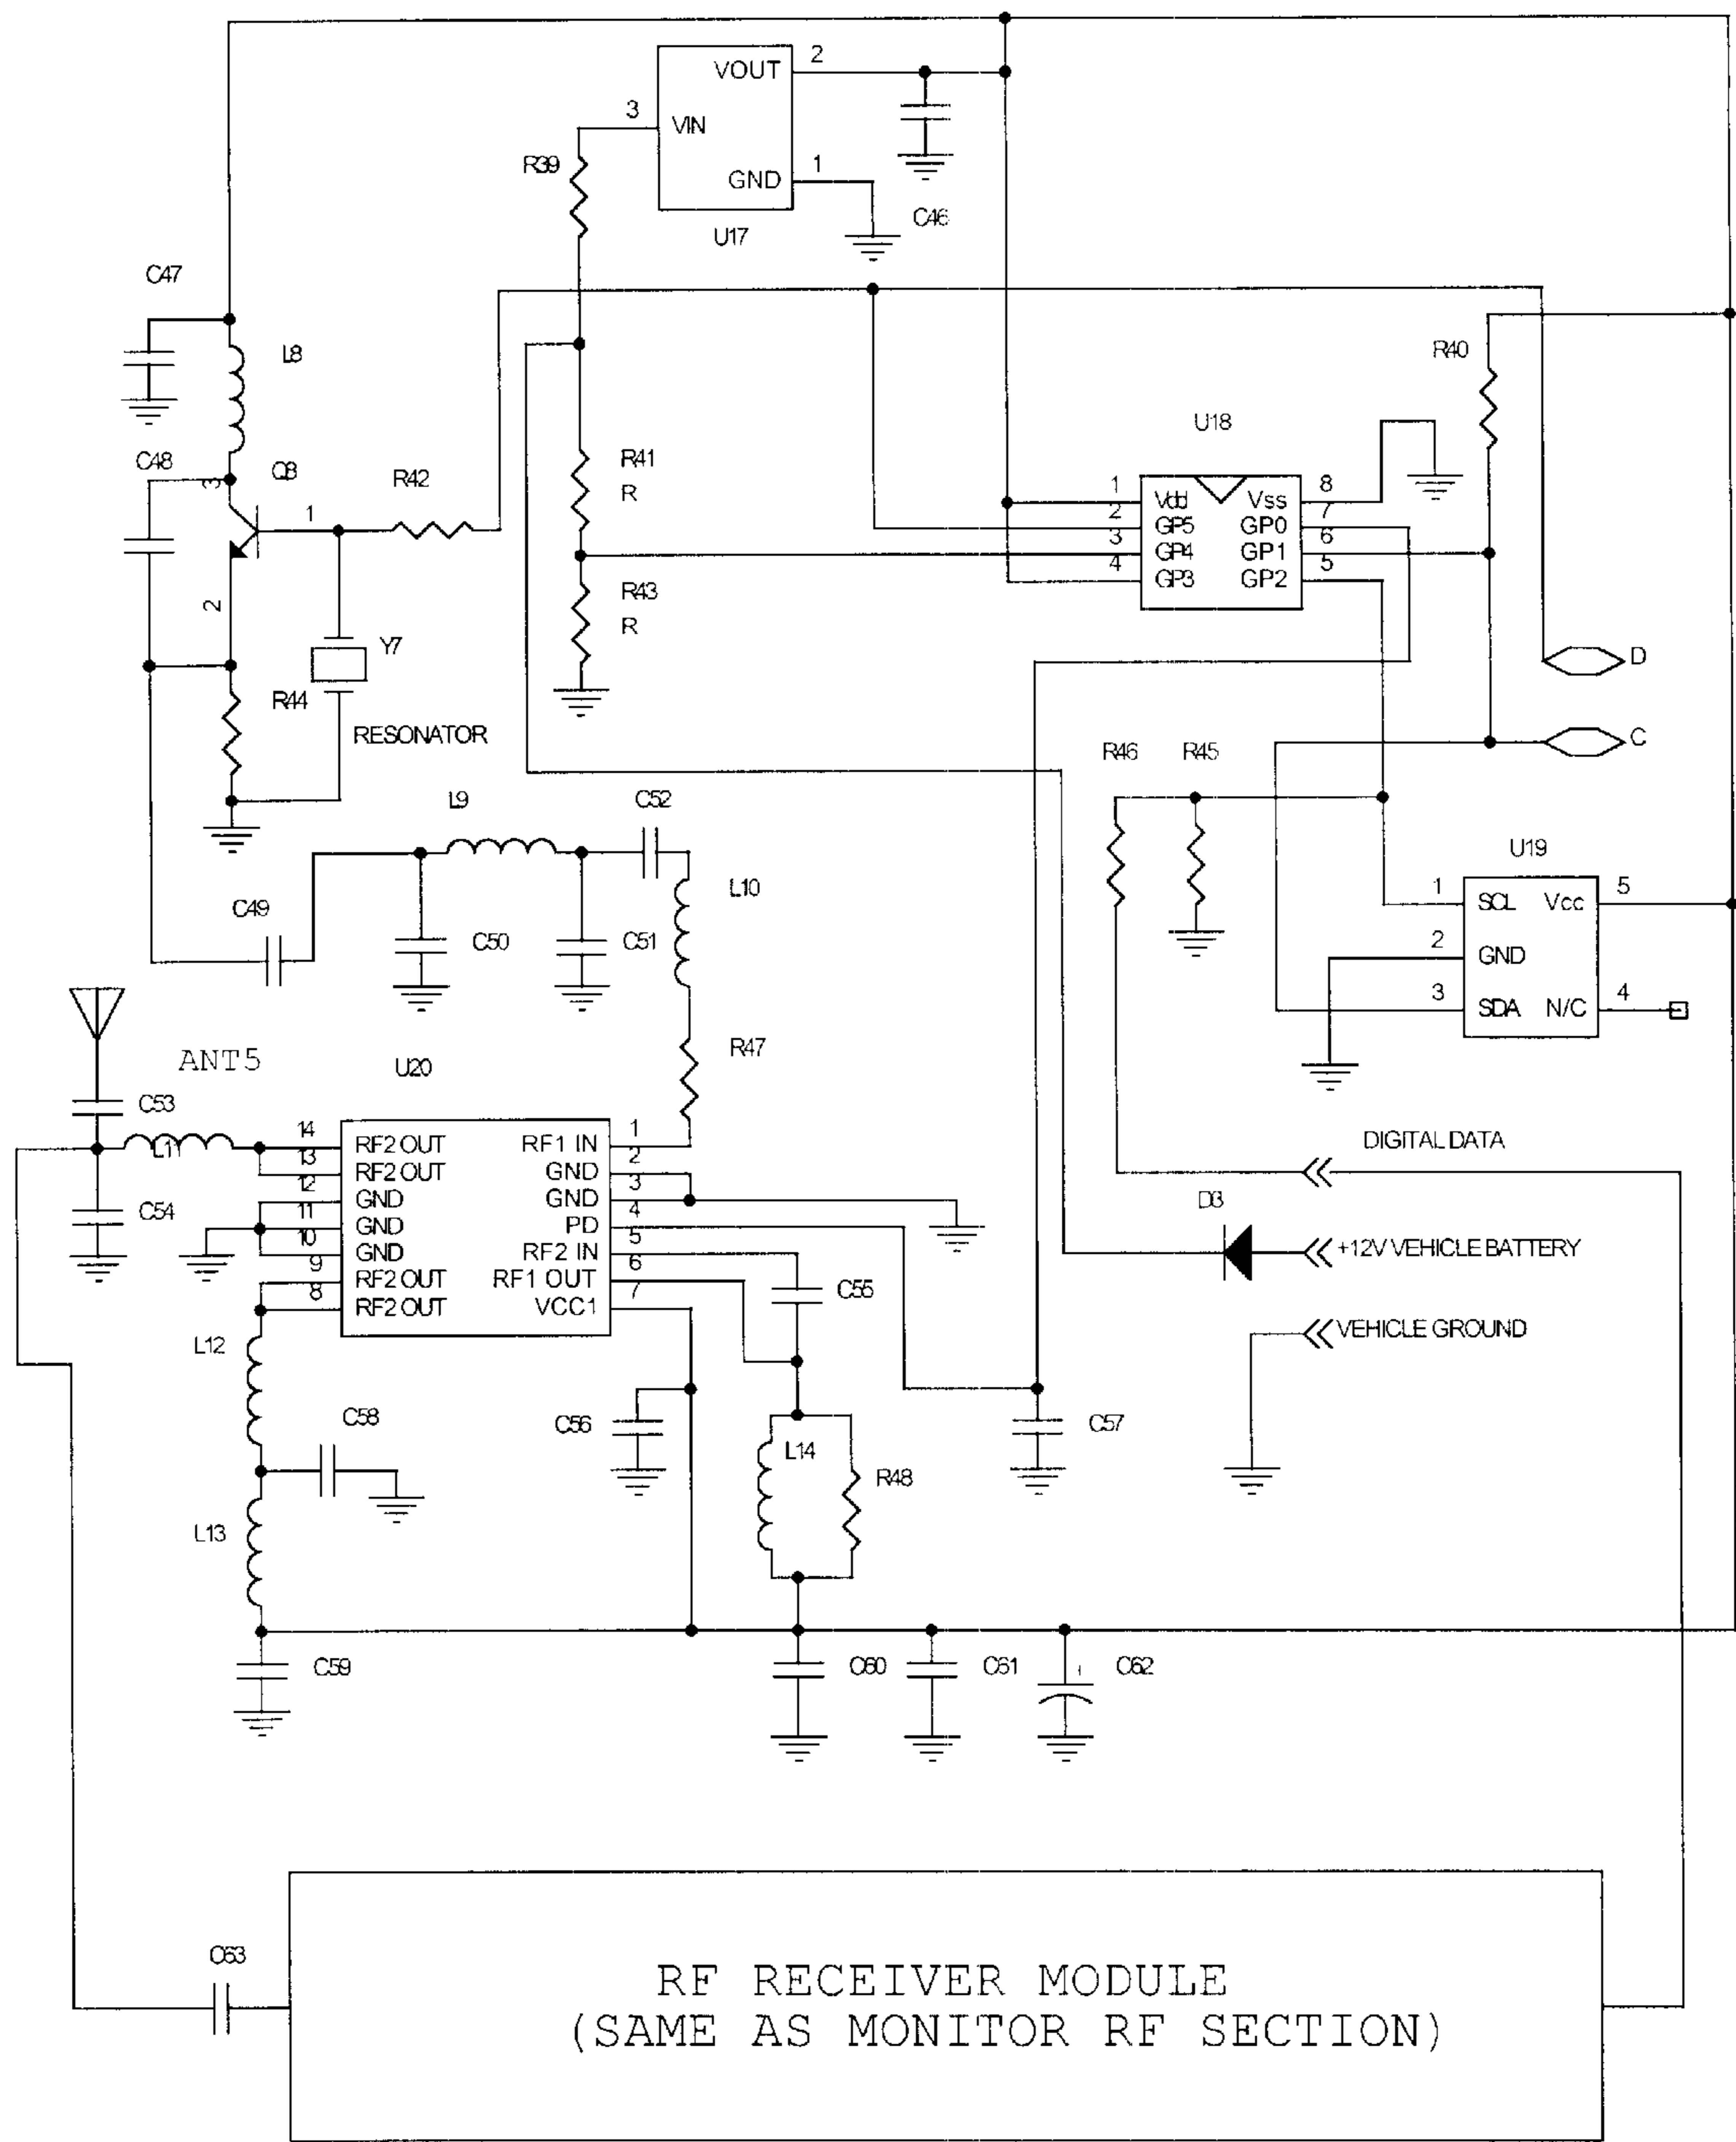 VOUT 2
3 VIN
R39
GND 1
U17
C46
C47
L8
R40
U18
C48
3
Q8
R42
R41
R
1
1 Vdd Vss 8
2 GP5 GP0 7
3 GP4 GP1 6
4 GP3 GP2 5
2
R43
R
Y7
D
R44
RESONATOR
C
R46 R45
L9
C52
U19
L10
1 SCL Vcc 5
C49
C50
C51
2 GND
3 SDA N/C 4
R47
ANT5
U20
C53
DIGITAL DATA
L11
14 RF2 OUT RF1 IN 1
13 RF2 OUT GND 2
12 GND GND 3
11 GND PD 4
10 GND RF2 IN 5
9 RF2 OUT RF1 OUT 6
8 RF2 OUT VCC1 7
C54
D3
+12V VEHICLE BATTERY
C55
VEHICLE GROUND
L12
C58
C56
C57
L14
R48
L13
C59
C60
C61
+
C62
C63
RF RECEIVER MODULE
(SAME AS MONITOR RF SECTION)